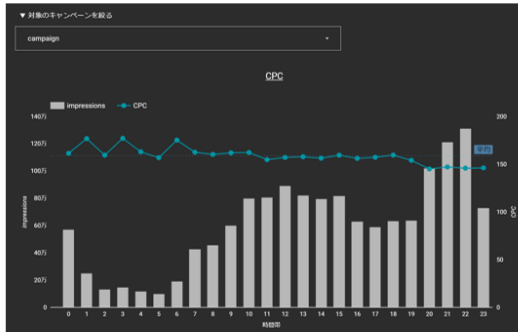 ▼ 対象のキャンペーンを絞る
campaign
CPC
impressions
CPC
140万
120万
100万
80万
60万
40万
20万
0
impressions
200
150
100
50
0
CPC
平均
0 1 2 3 4 5 6 7 8 9 10 11 12 13 14 15 16 17 18 19 20 21 22 23
時間帯